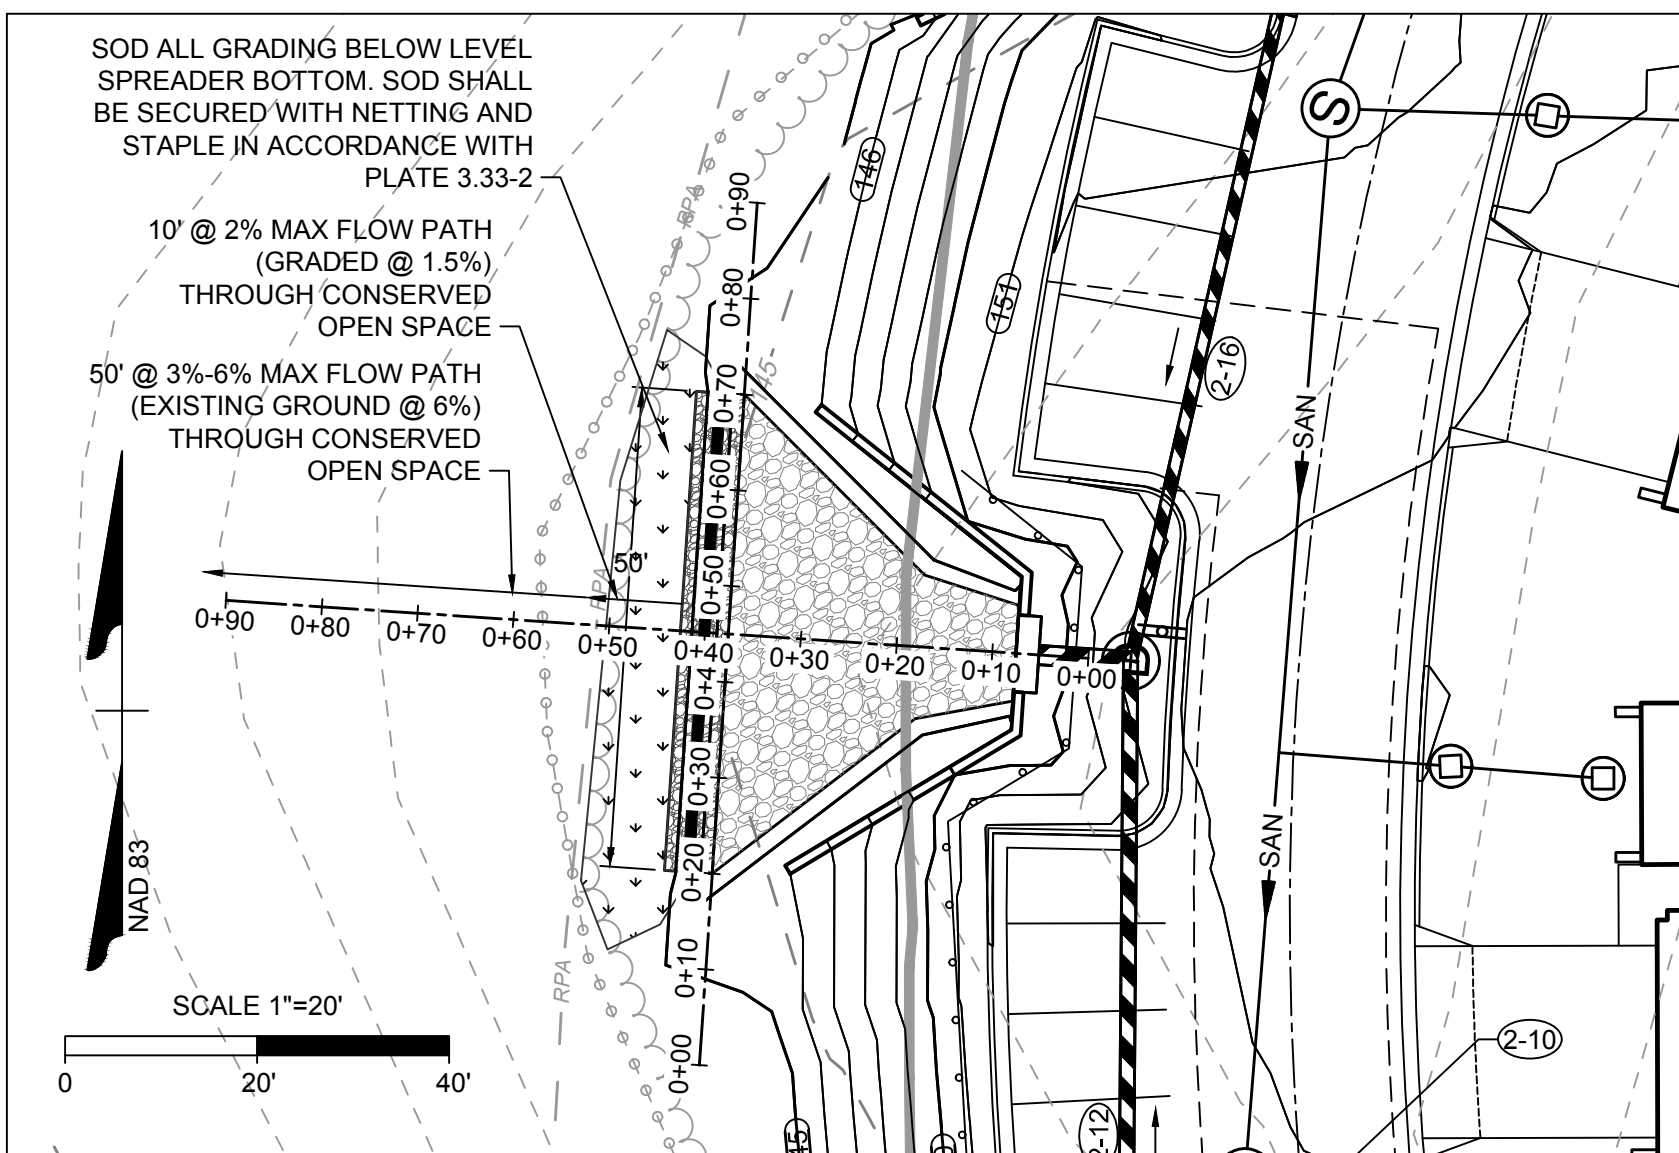 SOD ALL GRADING BELOW LEVEL
SPREADER BOTTOM. SOD SHALL
BE SECURED WITH NETTING AND
STAPLE IN ACCORDANCE WITH
PLATE 3.33-2
10' @ 2% MAX FLOW PATH
(GRADED @ 1.5%)
THROUGH CONSERVED
OPEN SPACE
50' @ 3%-6% MAX FLOW PATH
(EXISTING GROUND @ 6%)
THROUGH CONSERVED
OPEN SPACE
NAD 83
SCALE 1"=20'
0 20' 40'
0+90 0+80 0+70 0+60 0+50 0+40 0+30 0+20 0+10 0+00
0+90
0+80
0+70
0+60
0+50
0+4
0+30
0+20
0+10
0+00
50'
RPA
RPA
RPA
145
146
151
2-16
S
SAN
SAN
D
2-10
2-12